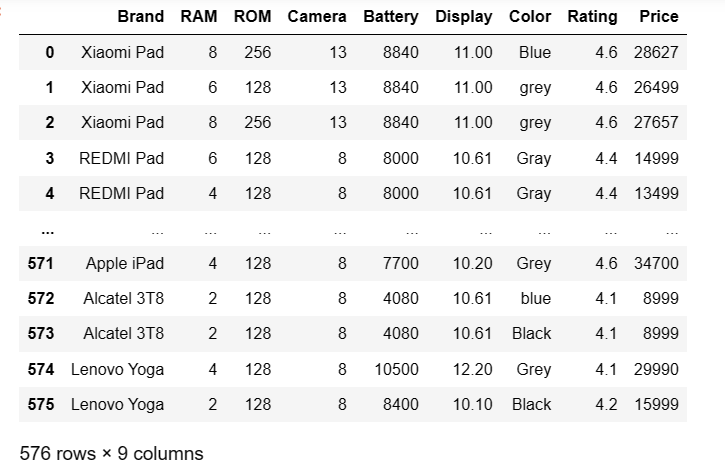 Brand RAM ROM Camera Battery Display Color Rating Price
0 Xiaomi Pad 8 256 13 8840 11.00 Blue 4.6 28627
1 Xiaomi Pad 6 128 13 8840 11.00 grey 4.6 26499
2 Xiaomi Pad 8 256 13 8840 11.00 grey 4.6 27657
3 REDMI Pad 6 128 8 8000 10.61 Gray 4.4 14999
4 REDMI Pad 4 128 8 8000 10.61 Gray 4.4 13499
... ... ... ... ... ... ... ... ... ...
571 Apple iPad 4 128 8 7700 10.20 Grey 4.6 34700
572 Alcatel 3T8 2 128 8 4080 10.61 blue 4.1 8999
573 Alcatel 3T8 2 128 8 4080 10.61 Black 4.1 8999
574 Lenovo Yoga 4 128 8 10500 12.20 Grey 4.1 29990
575 Lenovo Yoga 2 128 8 8400 10.10 Black 4.2 15999
576 rows × 9 columns